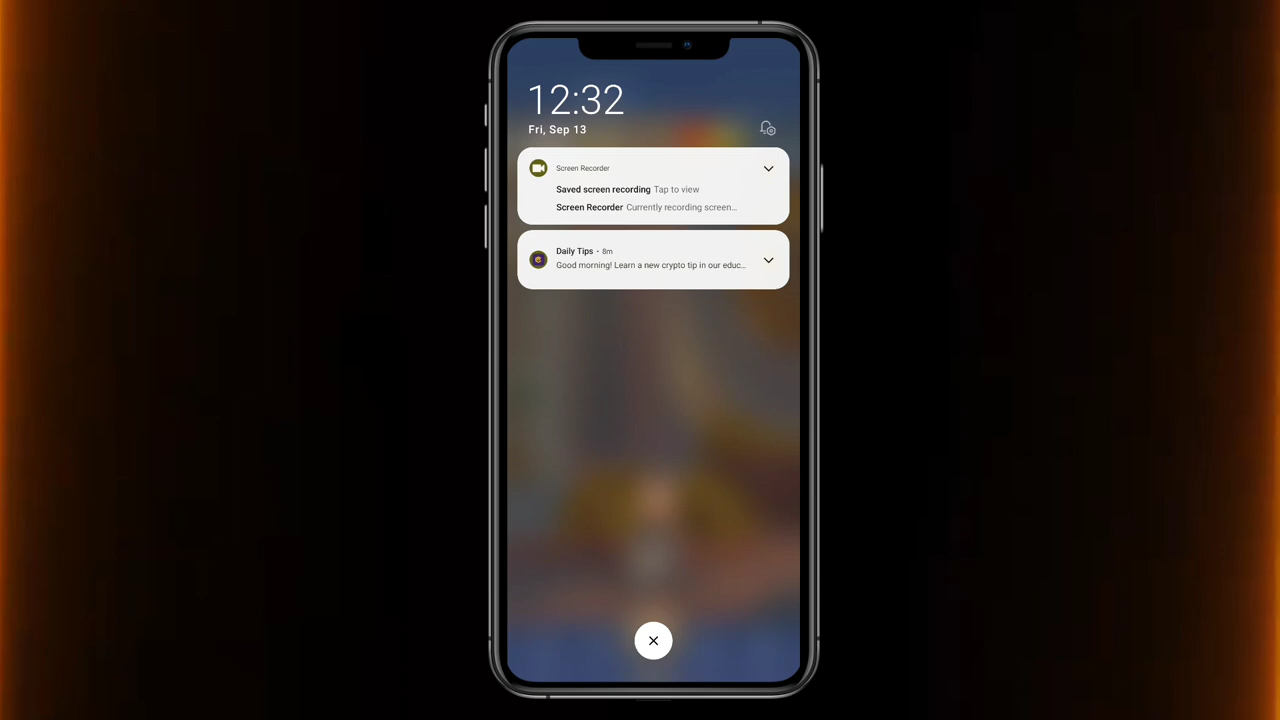 12:32
Fri, Sep 13
Screen Recorder
Saved screen recording Tap to view
Screen Recorder Currently recording screen...
Daily Tips • 8m
Good morning! Learn a new crypto tip in our educ...